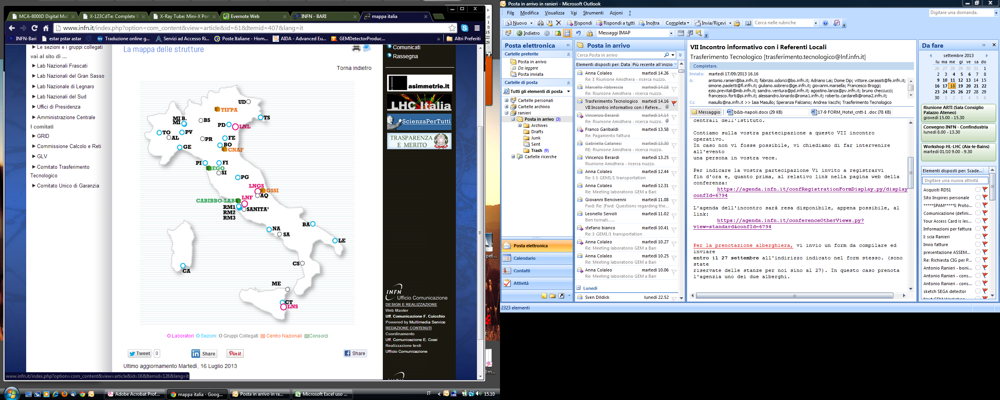 MCA-8000D Digital Mul
X-123CdTe: Complete X
X-Ray Tube: Mini-X Por
Evernote Web
INFN - BARI
mappa italia
www.infn.it/index.php?option=com_content&view=article&id=61&Itemid=407&lang=it
INFN-Bari
estar pstar astar
Traduzione online g...
Servizi ad Accesso Ri...
Poste Italiane - Hom...
AIDA - Advanced Eu...
GEMDetectorProduc...
»
Altri Preferiti
Le sezioni e i gruppi collegati
vai al sito di ...
Lab Nazionali Frascati
Lab Nazionali del Gran Sasso
Lab Nazionale di Legnaro
Lab Nazionali del Sud
Uffici di Presidenza
Amministrazione Centrale
I comitati
GRID
Commissione Calcolo e Reti
GLV
Comitato Trasferimento
Tecnologico
Comitato Unico di Garanzia
La mappa delle strutture
Torna indietro
UD
TIFPA
TS
MI B.
MI
BS
PD
LNL
TO
PV
AL
PR
FE
GE
BO
CNAF
PI
FI
EGO
SI
PG
LNGS
GSSI
AQ
LNF
CABIBBO-LAB
RM1
SANITA'
RM2
RM3
BA
NA
SA
LE
CS
CA
ME
CT
LNS
O Laboratori O Sezioni O Gruppi Collegati |||| Centro Nazionali ||||Consorzi
Tweet
0
Share
Pin it
Share
Ultimo aggiornamento Martedì, 16 Luglio 2013
Comunicati
Rassegna
asimmetrie.it
LHC Italia
ScienzaPerTutti
TRASPARENZA
E MERITO
INFN
Ufficio Comunicazione
DESIGN E REALIZZAZIONE
Web Master
Uff. Comunicazione F. Cuicchio
Powered by Multimedia Service
REDAZIONE CONTENUTI
Coordinamento
Uff. Comunicazione E. Cossi
Realizzazione testi
Ufficio Comunicazione
www.infn.it/index.php?option=com_content&view=article&id=16&Itemid=126&lang=it
d
1
8
15
22
29
6
реб...
@m...
Adobe Acrobat Prof...
mappa italia - Goog...
Posta in arrivo in ra...
Microsoft Excel uso ...
IT
15.10
Posta in arrivo in ranieri - Microsoft Outlook
File
Modifica
Visualizza
Vai
Strumenti
Azioni
?
Digitare una domanda.
Nuovo
Rispondi
Rispondi a tutti
Inoltra
Completa
Invia/Ricevi
Cerca nelle rubriche
Indietro
Messaggi IMAP
Posta elettronica
«
Cartelle preferite
Posta in arrivo
Da leggere
Posta inviata
Cartelle di posta
Tutti gli elementi di posta
Cartelle personali
Cartelle archivio
ranieri
Posta in arrivo (3)
Archives
Drafts
Junk
Sent
Trash (9)
Cartelle ricerche
Posta elettronica
Calendario
Contatti
Attività
2323 elementi
Posta in arrivo
Cerca Posta in arrivo
Elementi disposti per: Data
Più recente all'inizio
Anna Colaleo martedì 14.26
Re: I: Riunione Amidhera - ricerca nuzzo.
Marcello Abbrescia martedì 14.18
Re: Riunione Amidhera - ricerca nuzzo.
Trasferimento Tecnologico martedì 14.16
VII Incontro informativo con i Refere...
Vincenzo Berardi martedì 14.14
Re: Riunione Amidhera - ricerca nuzzo.
Franco Garibaldi martedì 13.58
Re: Pagamento fattura
Gabriella Catanesi martedì 13.30
RE: Riunione Amidhera - ricerca nuzzo.
Vincenzo Berardi martedì 13.25
Riunione Amidhera - ricerca nuzzo.
Anna Colaleo martedì 12.44
Re: I: I: GEM1/1 transportation
Anna Colaleo martedì 12.31
Re: Meeting laboratorio GEM a Bari
Giovanni Bencivenni martedì 11.08
Fwd: Re: [Fwd: Questions regarding the...
Leonello Servoli martedì 11.02
Ben tornati......
stefano bianco martedì 10.41
Re: I: GEM1/1 transportation
Anna Colaleo martedì 10.27
Re: Meeting laboratorio GEM a Bari
Anna Colaleo martedì 10.25
Re: Meeting laboratorio GEM a Bari
Anna Colaleo martedì 10.06
Re: Meeting laboratorio GEM a Bari
Lunedì
Sven Dildick lunedì 22.52
VII Incontro informativo con i Referenti Locali
Trasferimento Tecnologico [trasferimento.tecnologico@lnf.infn.it]
Completare.
Inviato: martedì 17/09/2013 16.16
A: antonio.ranieri@ba.infn.it; fabrizio.odorici@bo.infn.it; Adriano Lai; Dome Dip; vittore.carassiti@fe.infn.it;
simone.paoletti@fi.infn.it; giuliano.sobrero@ge.infn.it; giovanni.marsella; Francesco Broggi;
ezio.previtali@mib.infn.it; sandro.ventura@pd.infn.it; agostino.lanza@pv.infn.it; bruno checcucci;
francesco.forti@pi.infn.it; alessandro.lonardo@roma1.infn.it; roberto.cardarelli@roma2.infn.it;
Cc: masullo@na.infn.it >> Iaia Masullo; Speranza Falciano; Andrea Vacchi; Trasferimento Tecnologico
Messaggio
b&b-napoli.docx (29 KB)
17-9 FORM_Hotel_cntt-1 .doc (78 KB)
centrali dell'Istituto.
Contiamo sulla vostra partecipazione a questo VII incontro
operativo.
In caso non vi fosse possibile, vi chiediamo di far intervenire
all'evento
una persona in vostra vece.
Per indicare la vostra partecipazione Vi invito a registrarvi
fin d'ora e, quanto prima, al relativo link nella pagina web della
conferenza:
https://agenda.infn.it/confRegistrationFormDisplay.py/display
confId=6794
L'agenda dell'incontro sarà resa disponibile, appena possibile, al
link:
https://agenda.infn.it/conferenceOtherViews.py?
view=standard&confId=6794
Per la prenotazione alberghiera, vi invio un form da compilare ed
inviare
entro il 27 settembre all'indirizzo indicato nel form stesso. (sono
state
riservate delle stanze per noi sino al 27). In questo caso prenota
l'agenzia uno dei due alberghi.
Da fare
»
settembre 2013
lu ma me gi ve sa do
26 27 28 29 30 31 1
2 3 4 5 6 7 8
9 10 11 12 13 14 15
16 17 18 19 20 21 22
23 24 25 26 27 28 29
30 1 2 3 4 5 6
Riunione ARTI (Sala Consiglio
Palazzo Ateneo)
giovedì 15.00 - 15.30
Convegno INFN - Confindustria
lunedì 8.00 - 13.30
Workshop HL-LHC (Aix-le-Bains)
martedì 01/10 9.00 - 9.30
Elementi disposti per: Scade...
Digitare una nuova attività
Acquisti RD51
Sito Inspires personale
*****SPAM*****I: Proto...
Comunicazione (defini...
Your Access Card is les...
Informazioni per fattura
I: scia Ranieri
Invio fatture
presentazione ASSEM...
Re: Richiesta CIG per P...
Antonio Ranieri - boni...
Antonio Ranieri - cons...
Antonio Ranieri - cons...
sketch SEGA detector
Next GEM Workshop